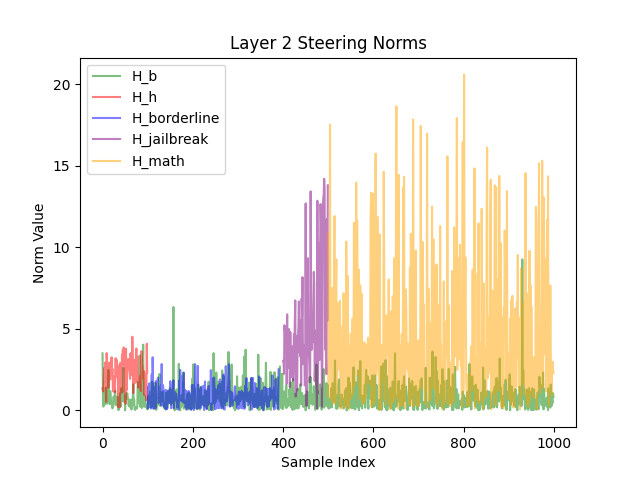 Layer 2 Steering Norms
H_b
H_h
H_borderline
H_jailbreak
H_math
Norm Value
20
15
10
5
0
0 200 400 600 800 1000
Sample Index